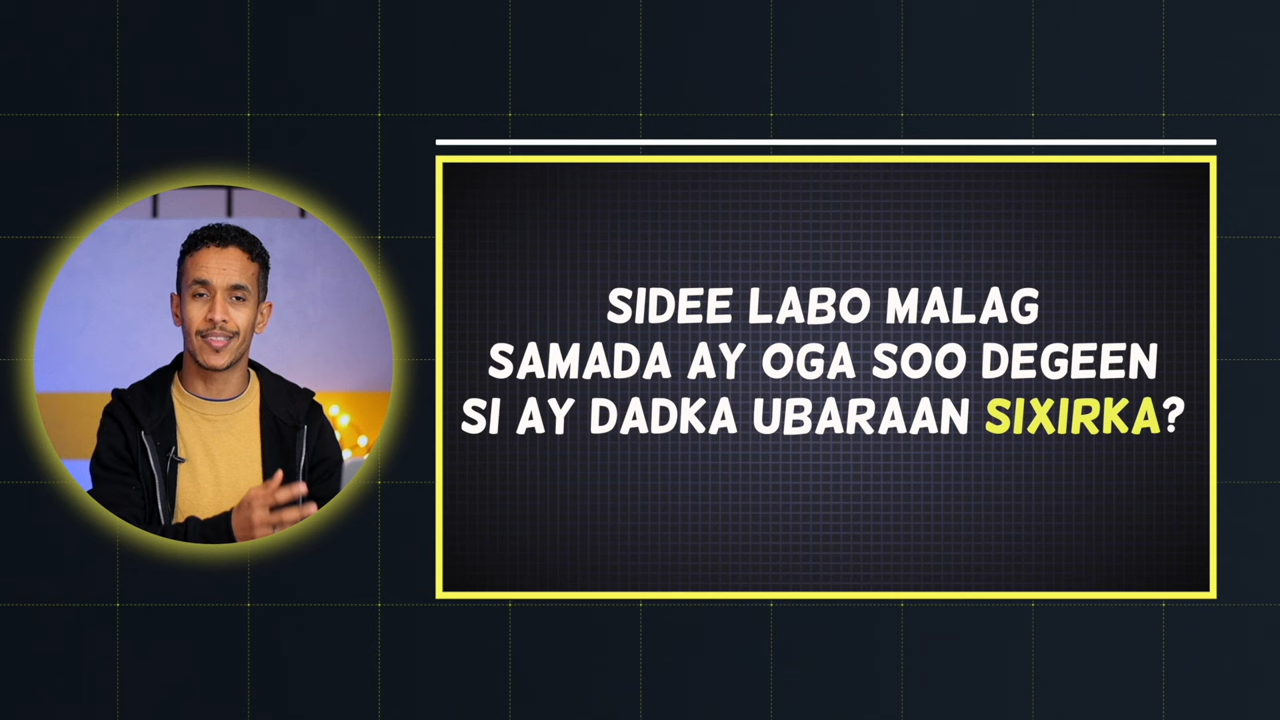 SIDEE LABO MALAG
SAMADA AY OGA SOO DEGEEN
SI AY DADKA UBARAAN SIXIRKA?